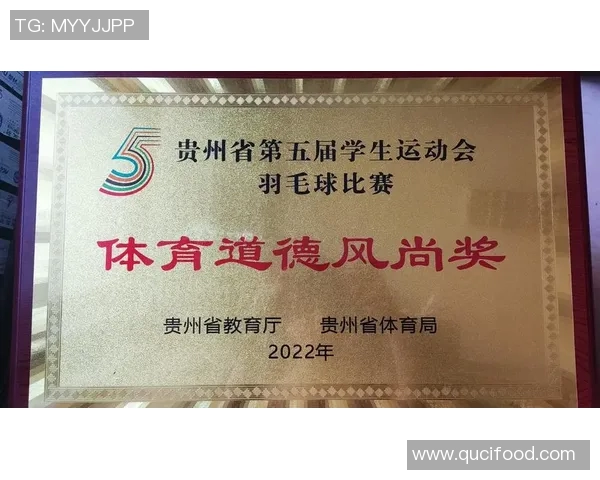 TG: MYYJJPP
5 贵州省第五届学生运动会
羽毛球比赛
体育道德风尚奖
贵州省教育厅 贵州省体育局
2022年
www.qucifood.com